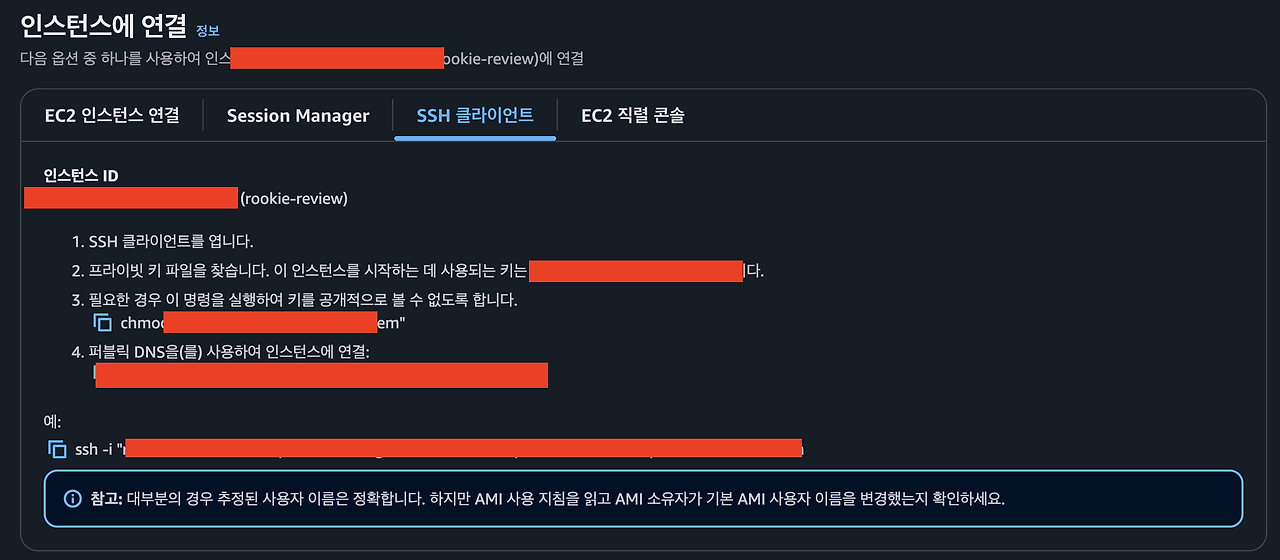 인스턴스에 연결 정보
다음 옵션 중 하나를 사용하여 인스 ookie-review)에 연결
EC2 인스턴스 연결 Session Manager SSH 클라이언트 EC2 직렬 콘솔
인스턴스 ID
(rookie-review)
1. SSH 클라이언트를 엽니다.
2. 프라이빗 키 파일을 찾습니다. 이 인스턴스를 시작하는 데 사용되는 키는 다.
3. 필요한 경우 이 명령을 실행하여 키를 공개적으로 볼 수 없도록 합니다.
chmod em"
4. 퍼블릭 DNS을(를) 사용하여 인스턴스에 연결:
예:
ssh -i "
참고: 대부분의 경우 추정된 사용자 이름은 정확합니다. 하지만 AMI 사용 지침을 읽고 AMI 소유자가 기본 AMI 사용자 이름을 변경했는지 확인하세요.